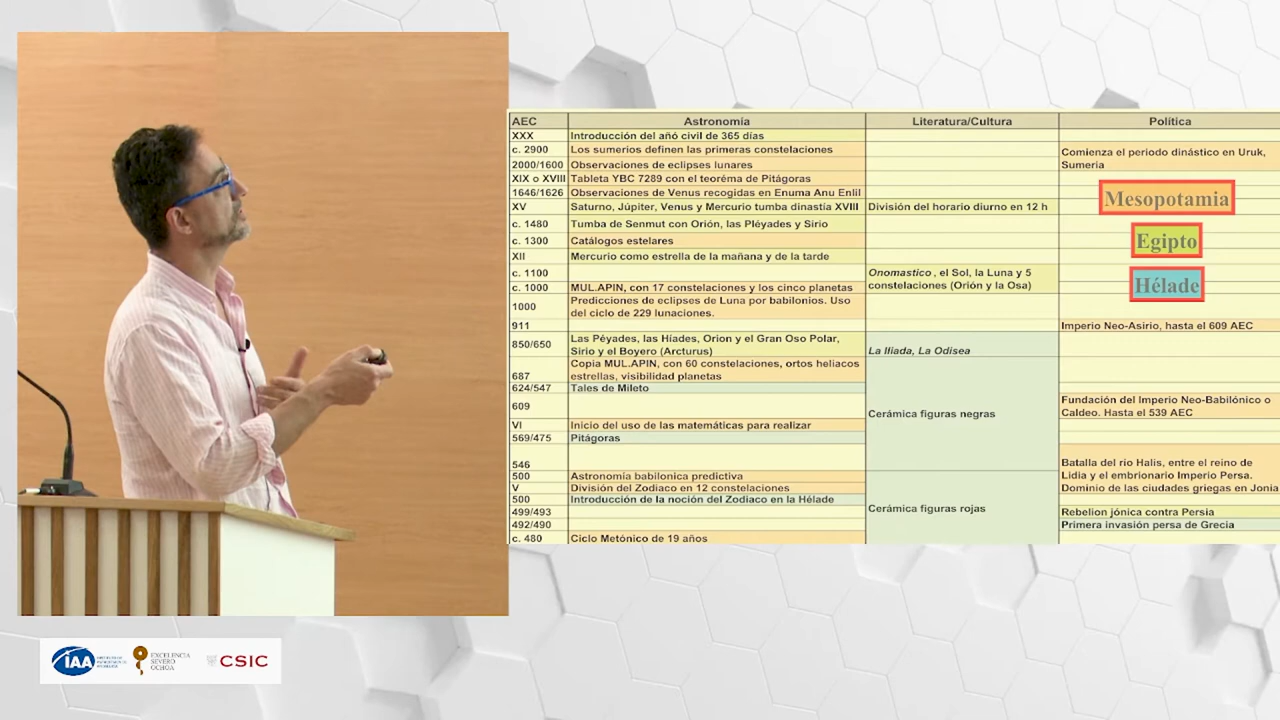 AEC Astronomía Literatura/Cultura Política
XXX Introducción del añó civil de 365 días
c. 2900 Los sumerios definen las primeras constelaciones
Comienza el periodo dinástico en Uruk,
Sumeria
2000/1600 Observaciones de eclipses lunares
XIX o XVIII Tableta YBC 7289 con el teoréma de Pitágoras
1646/1626 Observaciones de Venus recogidas en Enuma Anu Enlil
Mesopotamia
XV Saturno, Júpiter, Venus y Mercurio tumba dinastía XVIII División del horario diurno en 12 h
c. 1480 Tumba de Senmut con Orión, las Pléyades y Sirio
c. 1300 Catálogos estelares
Egipto
XII Mercurio como estrella de la mañana y de la tarde
c. 1100 Onomastico, el Sol, la Luna y 5
constelaciones (Orión y la Osa)
Hélade
c. 1000 MUL.APIN, con 17 constelaciones y los cinco planetas
1000 Predicciones de eclipses de Luna por babilonios. Uso
del ciclo de 229 lunaciones.
911 Imperio Neo-Asirio, hasta el 609 AEC
850/650 Las Péyades, las Híades, Orion y el Gran Oso Polar,
Sirio y el Boyero (Arcturus)
La Iliada, La Odisea
687 Copia MUL.APIN, con 60 constelaciones, ortos heliacos
estrellas, visibilidad planetas
624/547 Tales de Mileto
609 Fundación del Imperio Neo-Babilónico o
Caldeo. Hasta el 539 AEC
Cerámica figuras negras
VI Inicio del uso de las matemáticas para realizar
569/475 Pitágoras
546 Batalla del río Halis, entre el reino de
Lidia y el embrionario Imperio Persa.
Dominio de las ciudades griegas en Jonia
500 Astronomía babilonica predictiva
V División del Zodiaco en 12 constelaciones
500 Introducción de la noción del Zodiaco en la Hélade
Cerámica figuras rojas
499/493 Rebelion jónica contra Persia
492/490 Primera invasión persa de Grecia
c. 480 Ciclo Metónico de 19 años
IAA
EXCELENCIA
SEVERO
OCHOA
CSIC